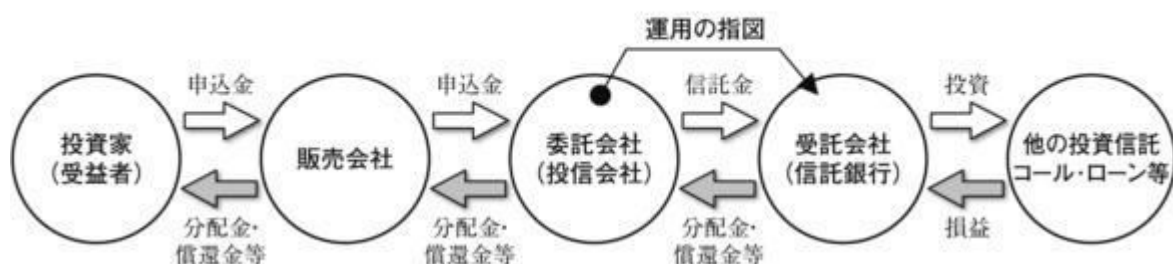 運用の指図
申込金
申込金
信託金
投資
投資家
(受益者)
販売会社
委託会社
(投信会社)
受託会社
(信託銀行)
他の投資信託
コール・ローン等
分配金・
償還金等
分配金・
償還金等
分配金・
償還金等
損益